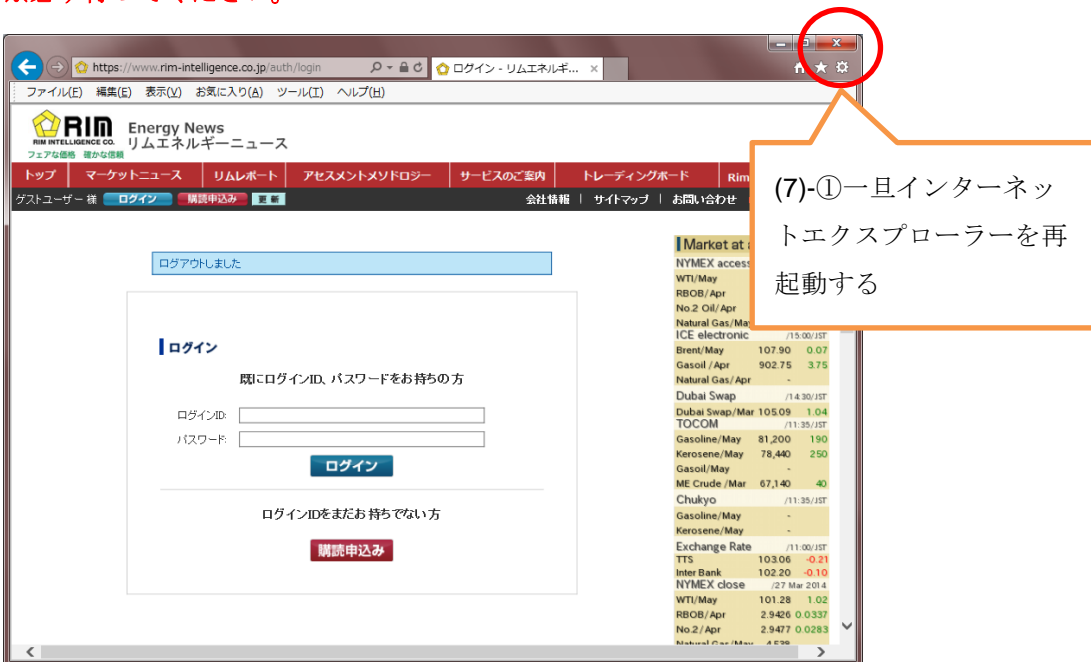 https://www.rim-intelligence.co.jp/auth/login
ログイン - リムエネルギ...
ファイル(F) 編集(E) 表示(V) お気に入り(A) ツール(T) ヘルプ(H)
RIM
RIM INTELLIGENCE CO.
フェアな価格 確かな信頼
Energy News
リムエネルギーニュース
トップ マーケットニュース リムレポート アセスメントメソドロジー サービスのご案内 トレーディングボード Rim
ゲストユーザー 様 ログイン 購読申込み 更新 会社情報 | サイトマップ | お問い合わせ
(7)-①一旦インターネッ
トエクスプローラーを再
起動する
ログアウトしました
ログイン
既にログインID、パスワードをお持ちの方
ログインID:
パスワード:
ログイン
ログインIDをまだお持ちでない方
購読申込み
Market at
NYMEX access
WTI/May
RBOB/Apr
No.2 Oil/Apr
Natural Gas/May
ICE electronic /15:00/JST
Brent/May 107.90 0.07
Gasoil /Apr 902.75 3.75
Natural Gas/Apr -
Dubai Swap /14:30/JST
Dubai Swap/Mar 105.09 1.04
TOCOM /11:35/JST
Gasoline/May 81,200 190
Kerosene/May 78,440 250
Gasoil/May -
ME Crude /Mar 67,140 40
Chukyo /11:35/JST
Gasoline/May -
Kerosene/May -
Exchange Rate /11:00/JST
TTS 103.06 -0.21
Inter Bank 102.20 -0.10
NYMEX close /27 Mar 2014
WTI/May 101.28 1.02
RBOB/Apr 2.9426 0.0337
No.2/Apr 2.9477 0.0283